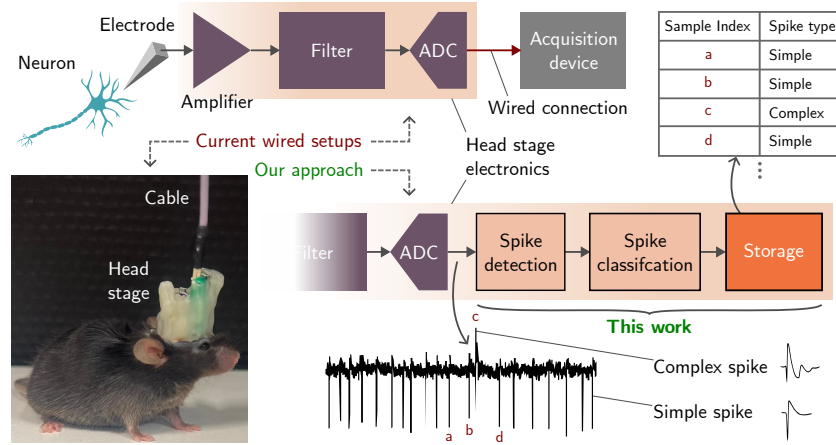 Electrode
Neuron
Amplifier
Filter
ADC
Acquisition
device
Wired connection
Sample Index Spike type
a Simple
b Simple
c Complex
d Simple
Current wired setups
Our approach
Head stage
electronics
Cable
Head
stage
Filter
ADC
Spike
detection
Spike
classifcation
Storage
This work
c
a
b
d
Complex spike
Simple spike